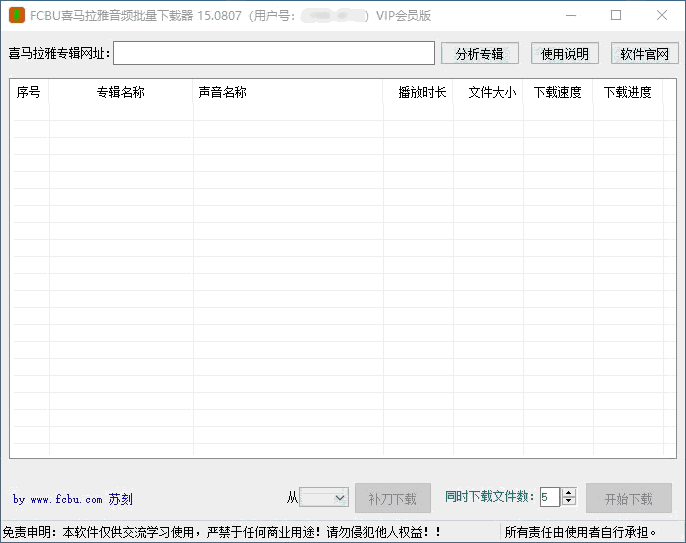 FCBU喜马拉雅音频批量下载器 15.0807（用户号： ）VIP会员版
喜马拉雅专辑网址： 分析专辑 使用说明 软件官网
序号 专辑名称 声音名称 播放时长 文件大小 下载速度 下载进度
by www.fcbu.com 苏刻 从 补刀下载 同时下载文件数： 5 开始下载
免责申明：本软件仅供交流学习使用，严禁于任何商业用途！请勿侵犯他人权益！！ 所有责任由使用者自行承担。